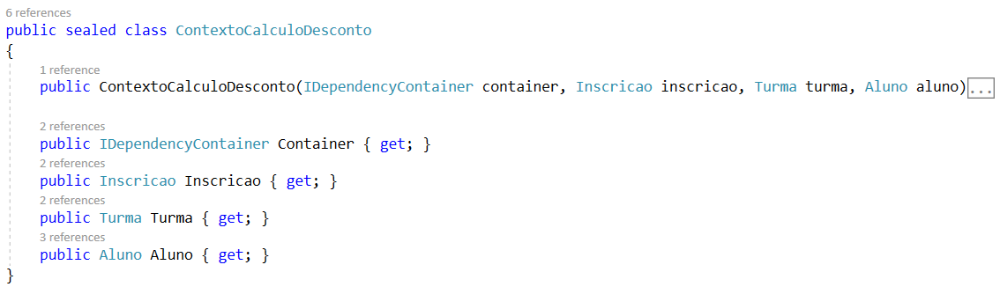 6 references
public sealed class ContextoCalculoDesconto
{
1 reference
public ContextoCalculoDesconto(IDependencyContainer container, Inscricao inscricao, Turma turma, Aluno aluno)...
2 references
public IDependencyContainer Container { get; }
2 references
public Inscricao Inscricao { get; }
2 references
public Turma Turma { get; }
3 references
public Aluno Aluno { get; }
}